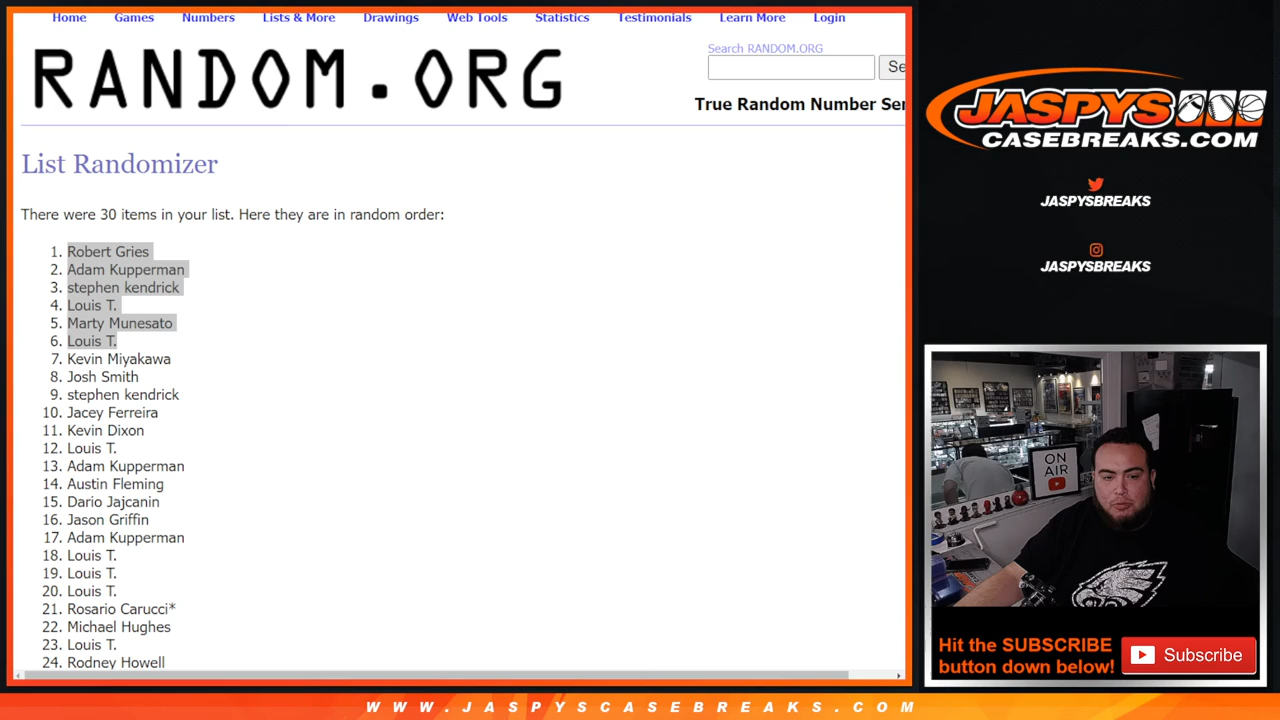 Home Games Numbers Lists & More Drawings Web Tools Statistics Testimonials Learn More Login
RANDOM.ORG
Search RANDOM.ORG
Se
True Random Number Ser
List Randomizer
There were 30 items in your list. Here they are in random order:
1. Robert Gries
2. Adam Kupperman
3. stephen kendrick
4. Louis T.
5. Marty Munesato
6. Louis T.
7. Kevin Miyakawa
8. Josh Smith
9. stephen kendrick
10. Jacey Ferreira
11. Kevin Dixon
12. Louis T.
13. Adam Kupperman
14. Austin Fleming
15. Dario Jajcanin
16. Jason Griffin
17. Adam Kupperman
18. Louis T.
19. Louis T.
20. Louis T.
21. Rosario Carucci*
22. Michael Hughes
23. Louis T.
24. Rodney Howell
JASPYS
CASEBREAKS.COM
JASPYSBREAKS
JASPYSBREAKS
ON
AIR
Hit the SUBSCRIBE
button down below!
Subscribe
WWW.JASPYSCASEBREAKS.COM